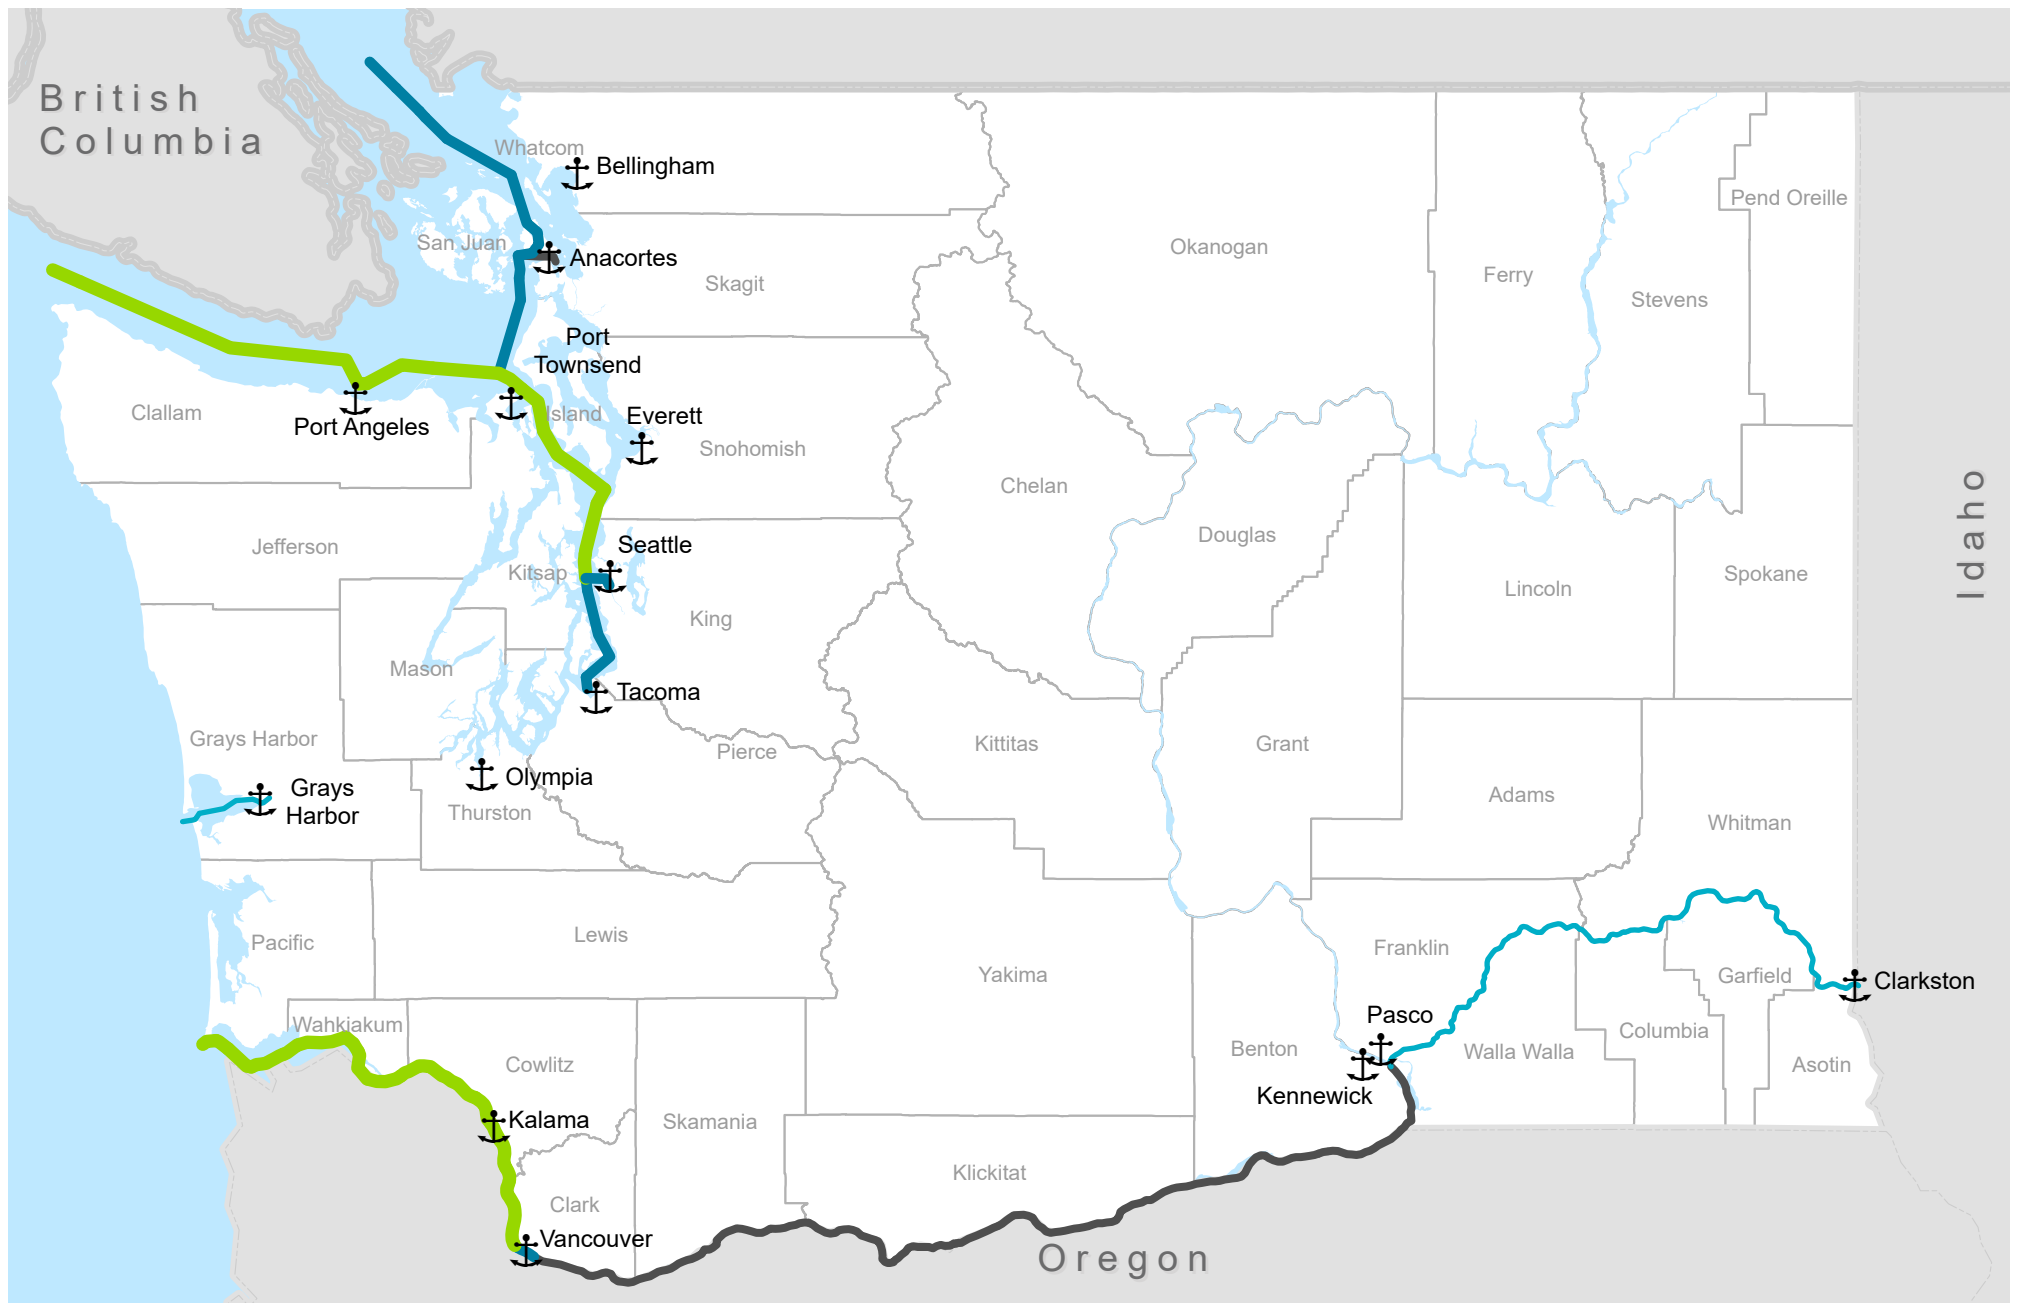 British
Columbia
Whatcom
Bellingham
Pend Oreille
San Juan
Okanogan
Anacortes
Skagit
Ferry
Stevens
Port
Townsend
Clallam
Island
Everett
Port Angeles
Snohomish
Chelan
Idaho
Jefferson
Seattle
Douglas
Kitsap
Lincoln
Spokane
King
Mason
Tacoma
Grays Harbor
Pierce
Kittitas
Grant
Olympia
Grays
Harbor
Thurston
Adams
Whitman
Pacific
Lewis
Yakima
Franklin
Garfield
Clarkston
Wahkiakum
Pasco
Cowlitz
Benton
Walla Walla
Columbia
Asotin
Kennewick
Kalama
Skamania
Klickitat
Clark
Vancouver
Oregon